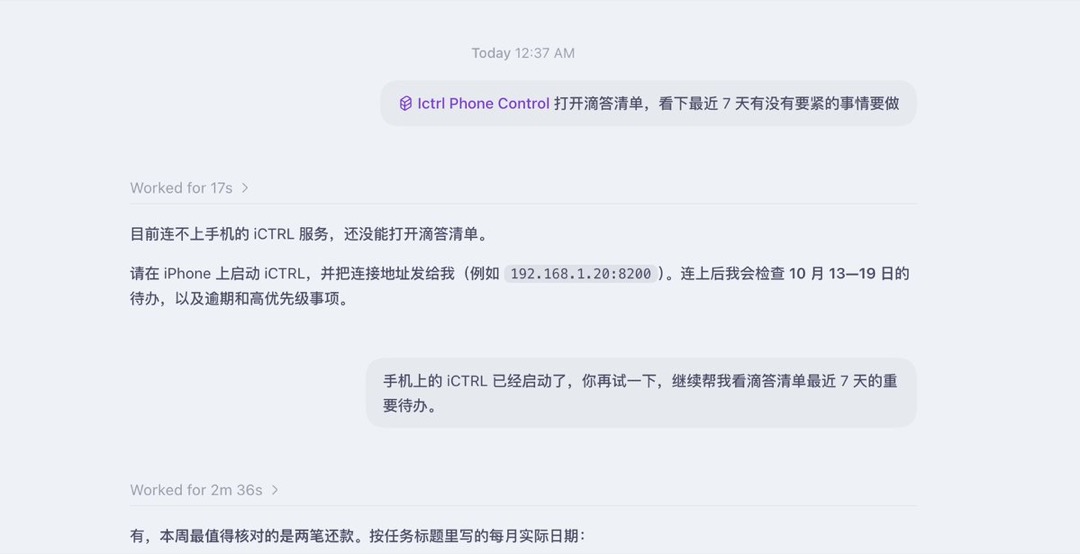 Today 12:37 AM
Ictrl Phone Control 打开滴答清单，看下最近 7 天有没有要紧的事情要做
Worked for 17s
目前连不上手机的 iCTRL 服务，还没能打开滴答清单。
请在 iPhone 上启动 iCTRL，并把连接地址发给我（例如 192.168.1.20:8200）。连上后我会检查 10 月 13—19 日的
待办，以及逾期和高优先级事项。
手机上的 iCTRL 已经启动了，你再试一下，继续帮我看滴答清单最近 7 天的重
要待办。
Worked for 2m 36s
有，本周最值得核对的是两笔还款。按任务标题里写的每月实际日期：